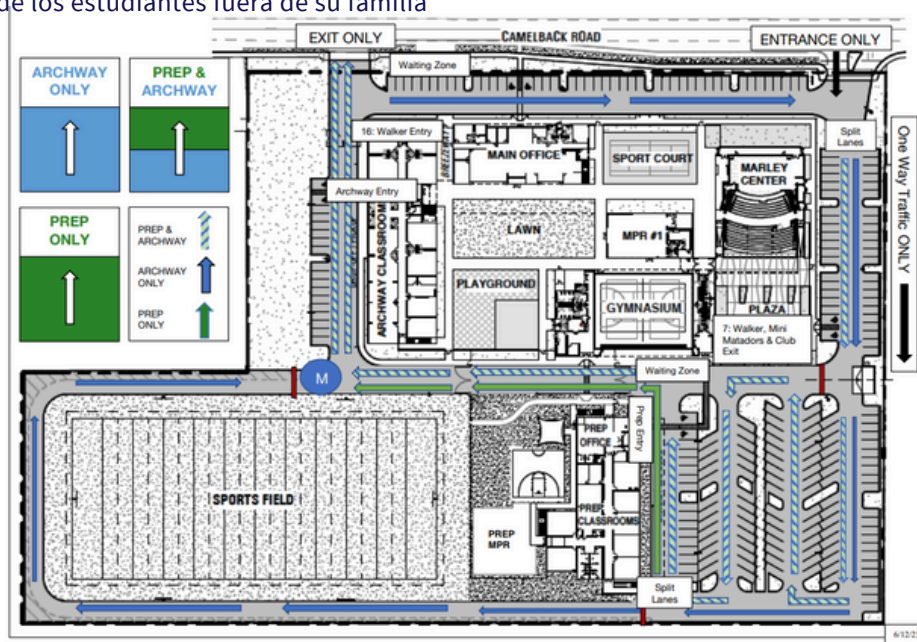 de los estudiantes fuera de su familia
EXIT ONLY
CAMELBACK ROAD
ENTRANCE ONLY
Waiting Zone
ARCHWAY
ONLY
PREP &
ARCHWAY
16: Walker Entry
BREEZEWAY
MAIN OFFICE
SPORT COURT
MARLEY
CENTER
Split
Lanes
One Way Traffic ONLY
Archway Entry
ARCHWAY CLASSROOM
LAWN
MPR #1
PREP
ONLY
PREP &
ARCHWAY
ARCHWAY
ONLY
PREP
ONLY
PLAYGROUND
GYMNASIUM
PLAZA
7: Walker, Mini
Matadors & Club
Exit
M
Waiting Zone
Prep Entry
PREP
OFFICE
SPORTS FIELD
PREP
CLASSROOMS
PREP
MPR
Split
Lanes